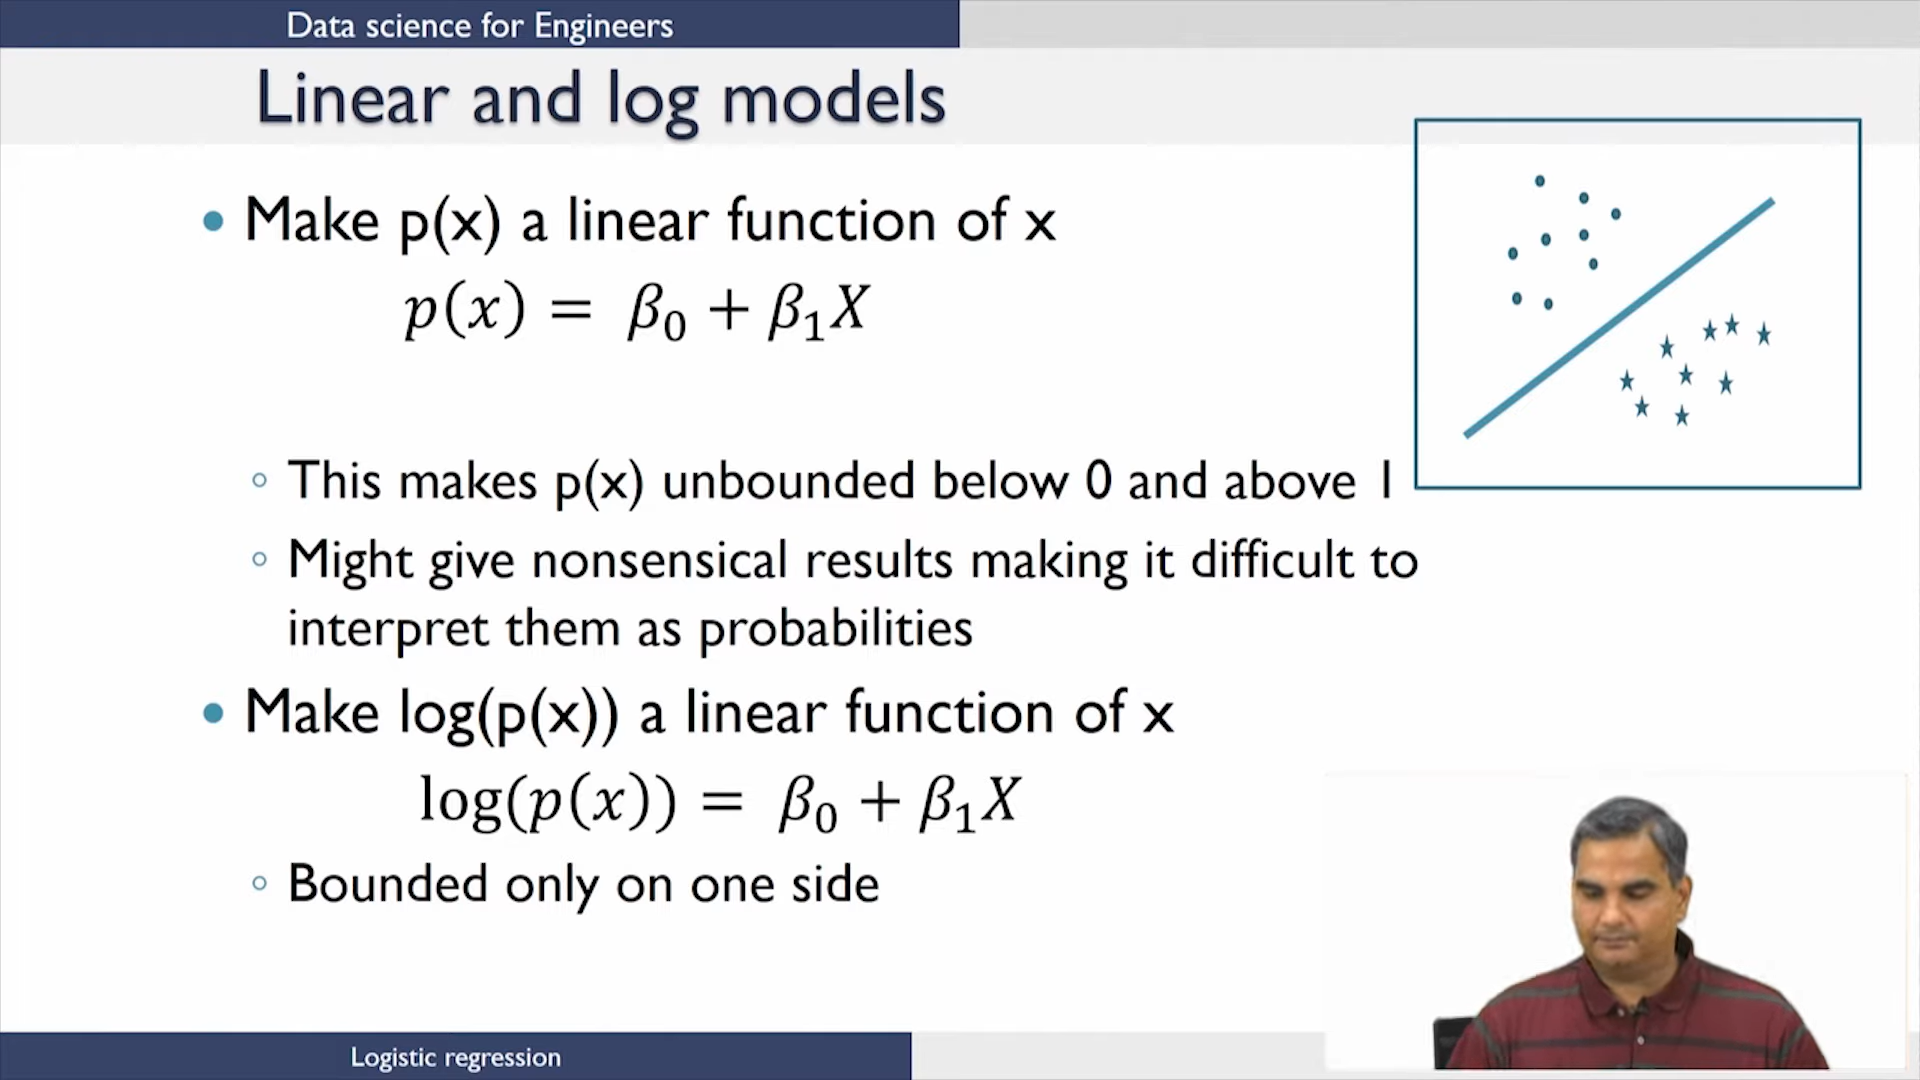 Data science for Engineers
Linear and log models
• Make p(x) a linear function of x
p(x) = β₀ + β₁X
◦ This makes p(x) unbounded below 0 and above 1
◦ Might give nonsensical results making it difficult to
interpret them as probabilities
• Make log(p(x)) a linear function of x
log(p(x)) = β₀ + β₁X
◦ Bounded only on one side
Logistic regression